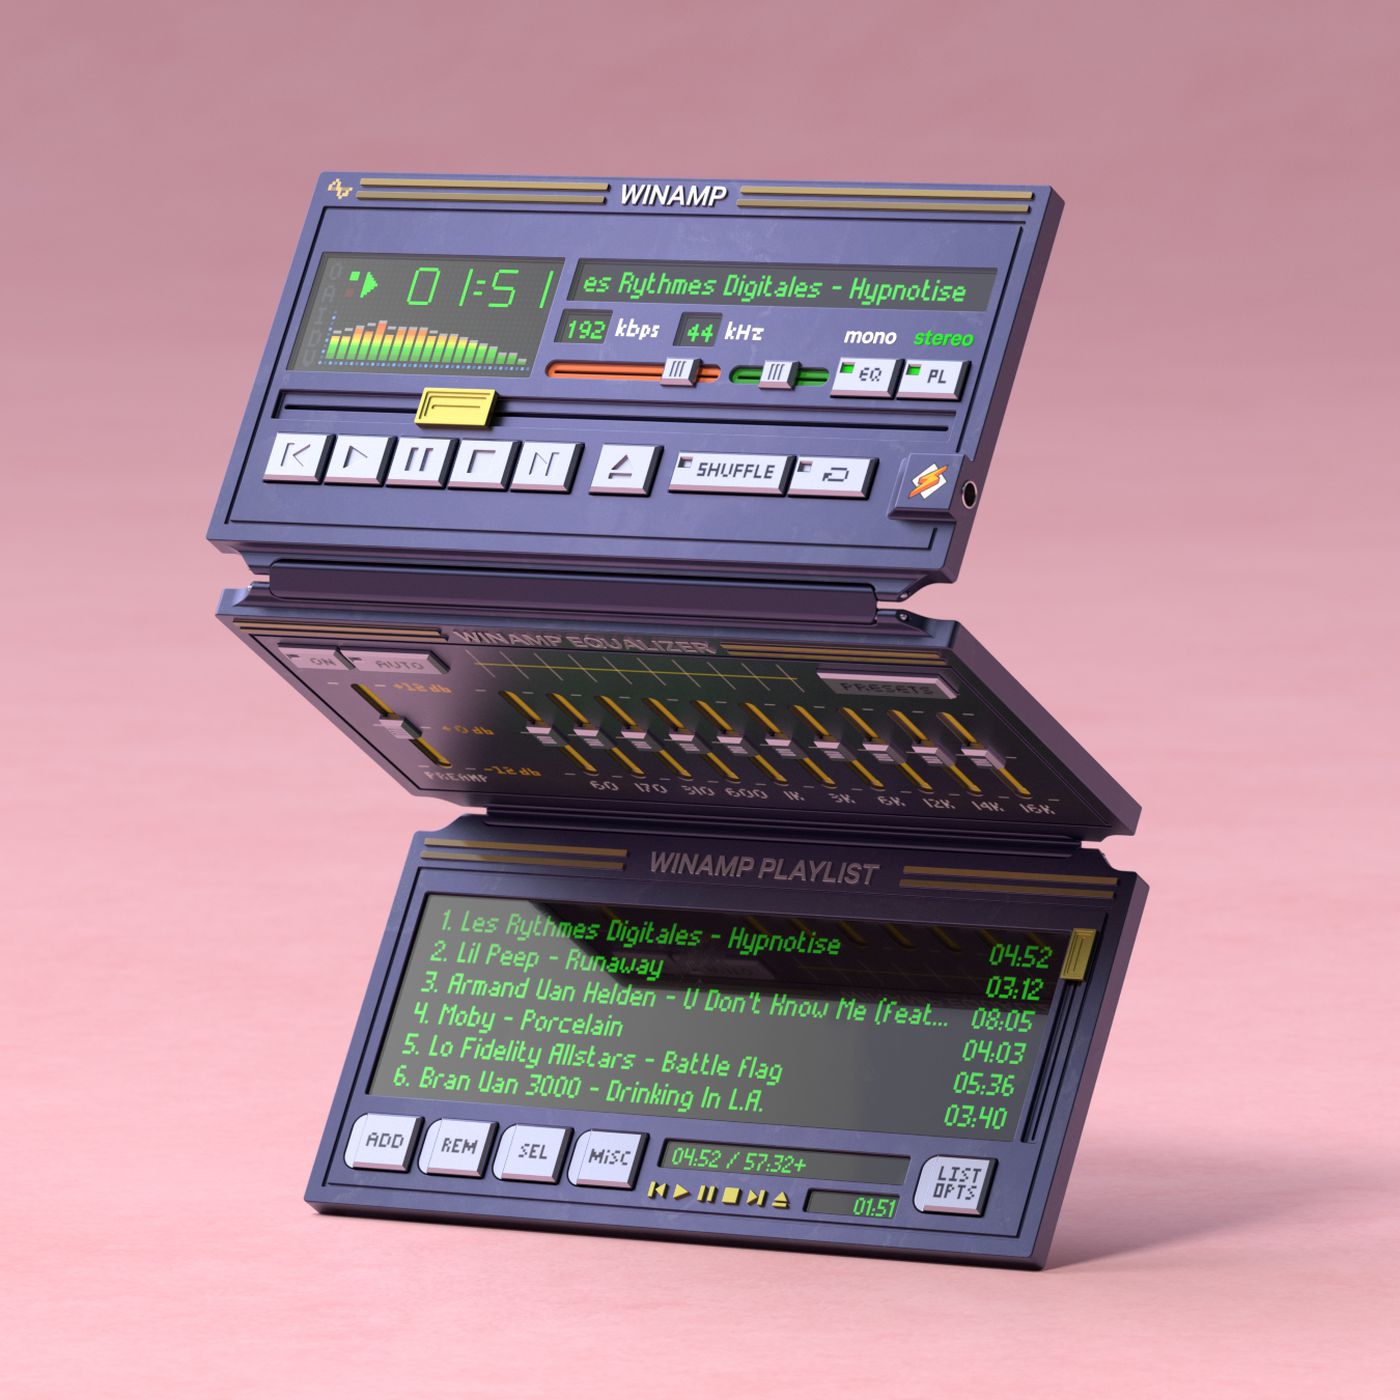 WINAMP
01:51
es Rythmes Digitales - Hypnotise
192 kbps 44 kHz
mono stereo
EQ PL
SHUFFLE
WINAMP EQUALIZER
ON AUTO
PRESETS
+12db
+0db
-12db
PREAMP
60 170 310 600 1K 3K 6K 12K 14K 16K
WINAMP PLAYLIST
1. Les Rythmes Digitales - Hypnotise 04:52
2. Lil Peep - Runaway 03:12
3. Armand Van Helden - U Don't Know Me (Feat... 08:05
4. Moby - Porcelain 04:03
5. Lo Fidelity Allstars - Battle Flag 05:36
6. Bran Van 3000 - Drinking In L.A. 03:40
ADD REM SEL MISC
04:52 / 57:32+
01:51
LIST
OPTS